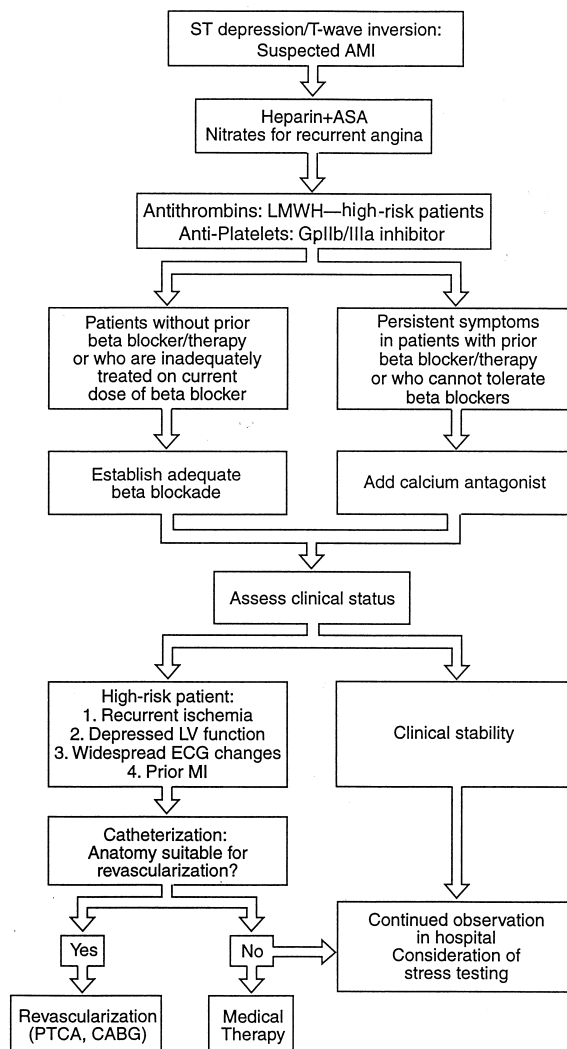 ST depression/T-wave inversion:
Suspected AMI
Heparin+ASA
Nitrates for recurrent angina
Antithrombins: LMWH—high-risk patients
Anti-Platelets: GpIIb/IIIa inhibitor
Patients without prior
beta blocker/therapy
or who are inadequately
treated on current
dose of beta blocker
Persistent symptoms
in patients with prior
beta blocker/therapy
or who cannot tolerate
beta blockers
Establish adequate
beta blockade
Add calcium antagonist
Assess clinical status
High-risk patient:
1. Recurrent ischemia
2. Depressed LV function
3. Widespread ECG changes
4. Prior MI
Clinical stability
Catheterization:
Anatomy suitable for
revascularization?
Continued observation
in hospital
Consideration of
stress testing
Yes
No
Revascularization
(PTCA, CABG)
Medical
Therapy